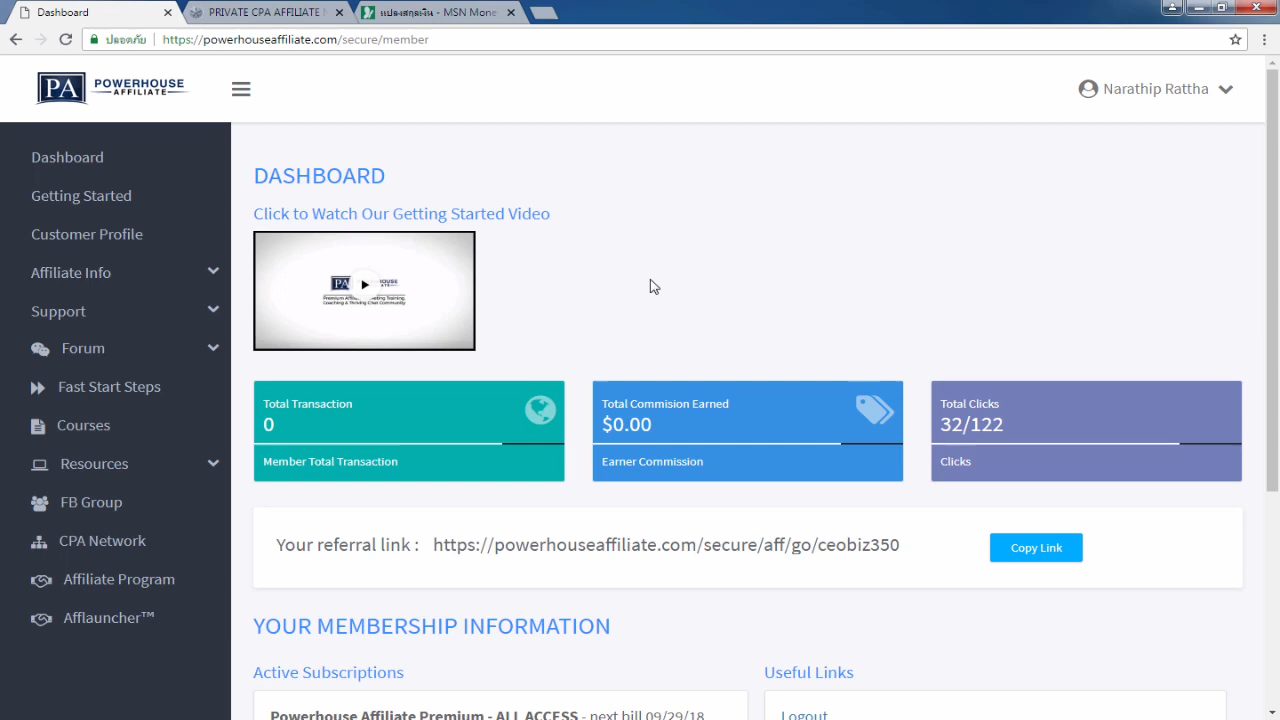 Dashboard
PRIVATE CPA AFFILIATE
แปลงสกุลเงิน - MSN Mone
ปลอดภัย
https://powerhouseaffiliate.com/secure/member
PA POWERHOUSE
AFFILIATE
Narathip Rattha
Dashboard
Getting Started
Customer Profile
Affiliate Info
Support
Forum
Fast Start Steps
Courses
Resources
FB Group
CPA Network
Affiliate Program
Afflauncher™
DASHBOARD
Click to Watch Our Getting Started Video
PA
Total Transaction
0
Member Total Transaction
Total Commision Earned
$0.00
Earner Commission
Total Clicks
32/122
Clicks
Your referral link : https://powerhouseaffiliate.com/secure/aff/go/ceobiz350
Copy Link
YOUR MEMBERSHIP INFORMATION
Active Subscriptions
Useful Links
Powerhouse Affiliate Premium - ALL ACCESS - next bill 09/29/18
Logout